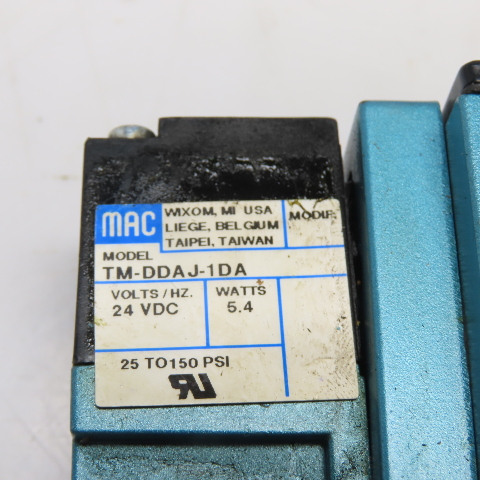 MAC
WIXOM, MI USA
LIEGE, BELGIUM
TAIPEI, TAIWAN
MODIF.
MODEL
TM-DDAJ-1DA
VOLTS/HZ.
24 VDC
WATTS
5.4
25 TO150 PSI